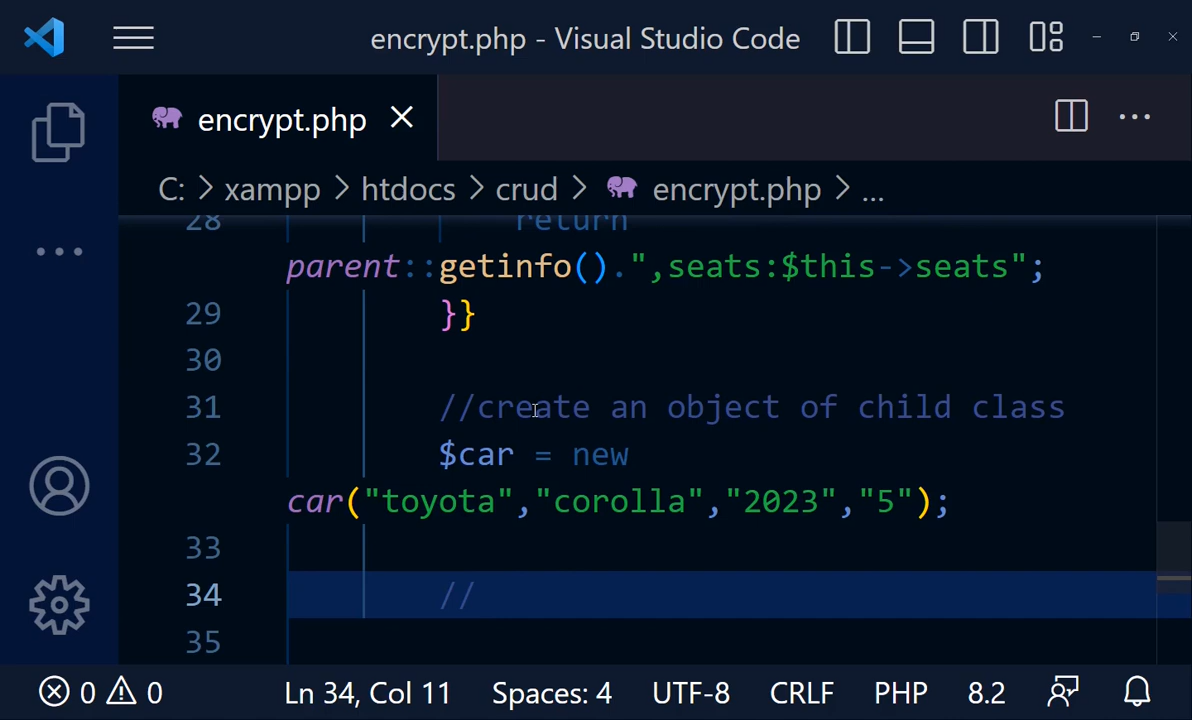 encrypt.php - Visual Studio Code
encrypt.php
C: > xampp > htdocs > crud > encrypt.php > ...
28 return
parent::getinfo().",seats:$this->seats";
29 }}
30
31 //create an object of child class
32 $car = new
car("toyota","corolla","2023","5");
33
34 //
35
0 0 Ln 34, Col 11 Spaces: 4 UTF-8 CRLF PHP 8.2